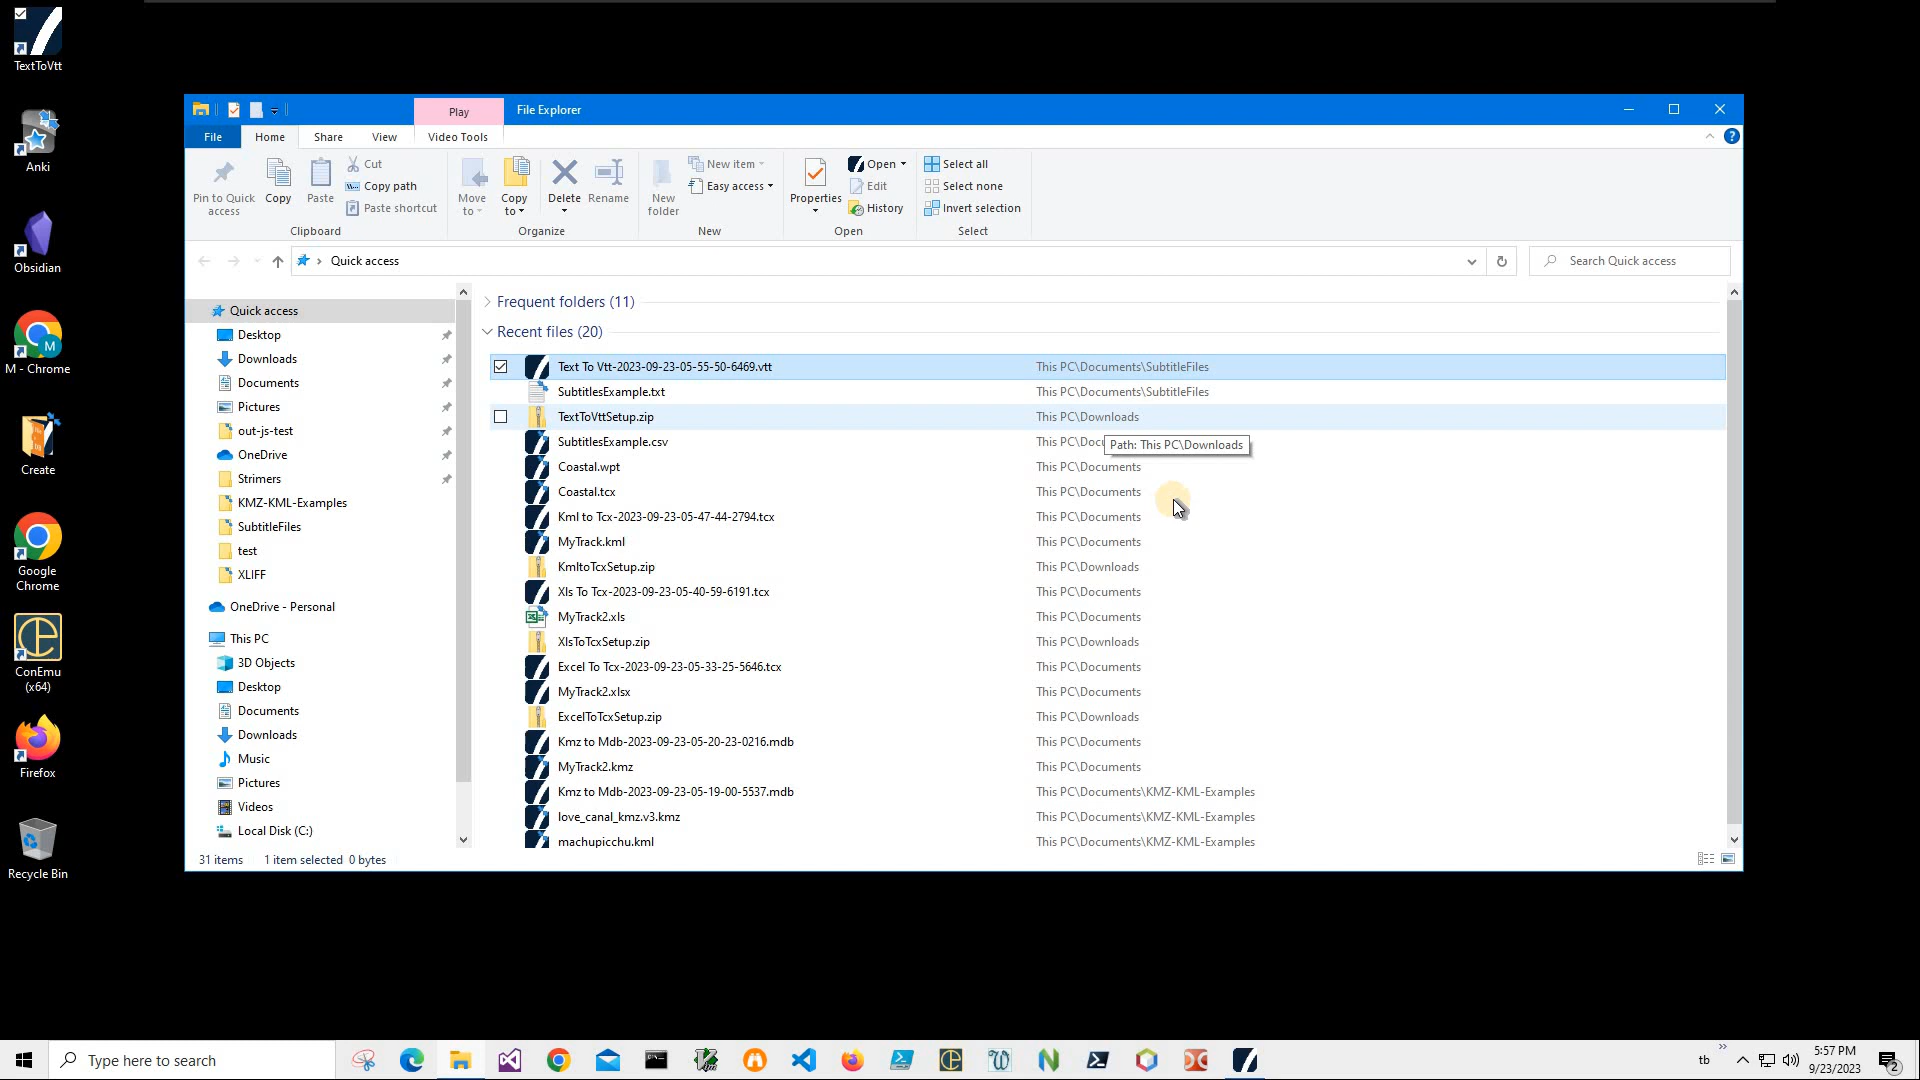 TextToVtt
Anki
Obsidian
M - Chrome
Create
Google
Chrome
ConEmu
(x64)
Firefox
Recycle Bin
Play
File Explorer
File
Home
Share
View
Video Tools
Pin to Quick
access
Copy
Paste
Cut
Copy path
Paste shortcut
Clipboard
Move
to
Copy
to
Delete
Rename
Organize
New
folder
New item
Easy access
New
Properties
Open
Edit
History
Open
Select all
Select none
Invert selection
Select
Quick access
Search Quick access
Quick access
Desktop
Downloads
Documents
Pictures
out-js-test
OneDrive
Strimers
KMZ-KML-Examples
SubtitleFiles
test
XLIFF
OneDrive - Personal
This PC
3D Objects
Desktop
Documents
Downloads
Music
Pictures
Videos
Local Disk (C:)
Frequent folders (11)
Recent files (20)
Text To Vtt-2023-09-23-05-55-50-6469.vtt This PC\Documents\SubtitleFiles
SubtitlesExample.txt This PC\Documents\SubtitleFiles
TextToVttSetup.zip This PC\Downloads
SubtitlesExample.csv This PC\Docu
Path: This PC\Downloads
Coastal.wpt This PC\Documents
Coastal.tcx This PC\Documents
Kml to Tcx-2023-09-23-05-47-44-2794.tcx This PC\Documents
MyTrack.kml This PC\Documents
KmltoTcxSetup.zip This PC\Downloads
Xls To Tcx-2023-09-23-05-40-59-6191.tcx This PC\Documents
MyTrack2.xls This PC\Documents
XlsToTcxSetup.zip This PC\Downloads
Excel To Tcx-2023-09-23-05-33-25-5646.tcx This PC\Documents
MyTrack2.xlsx This PC\Documents
ExcelToTcxSetup.zip This PC\Downloads
Kmz to Mdb-2023-09-23-05-20-23-0216.mdb This PC\Documents
MyTrack2.kmz This PC\Documents
Kmz to Mdb-2023-09-23-05-19-00-5537.mdb This PC\Documents\KMZ-KML-Examples
love_canal_kmz.v3.kmz This PC\Documents\KMZ-KML-Examples
machupicchu.kml This PC\Documents\KMZ-KML-Examples
31 items 1 item selected 0 bytes
Type here to search
tb
5:57 PM
9/23/2023
2